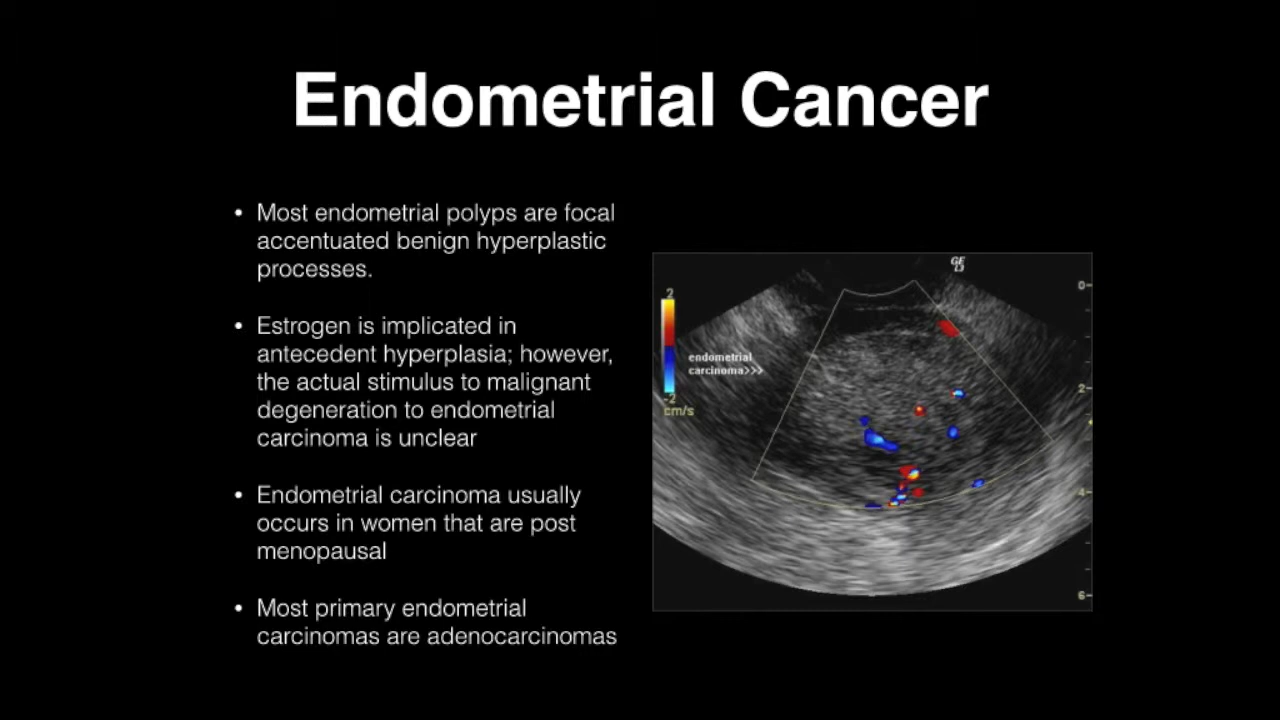 Endometrial Cancer
• Most endometrial polyps are focal
accentuated benign hyperplastic
processes.
• Estrogen is implicated in
antecedent hyperplasia; however,
the actual stimulus to malignant
degeneration to endometrial
carcinoma is unclear
• Endometrial carcinoma usually
occurs in women that are post
menopausal
• Most primary endometrial
carcinomas are adenocarcinomas
GE
L3
2
endometrial
carcinoma>>>
-2
cm/s
0
2
4
6